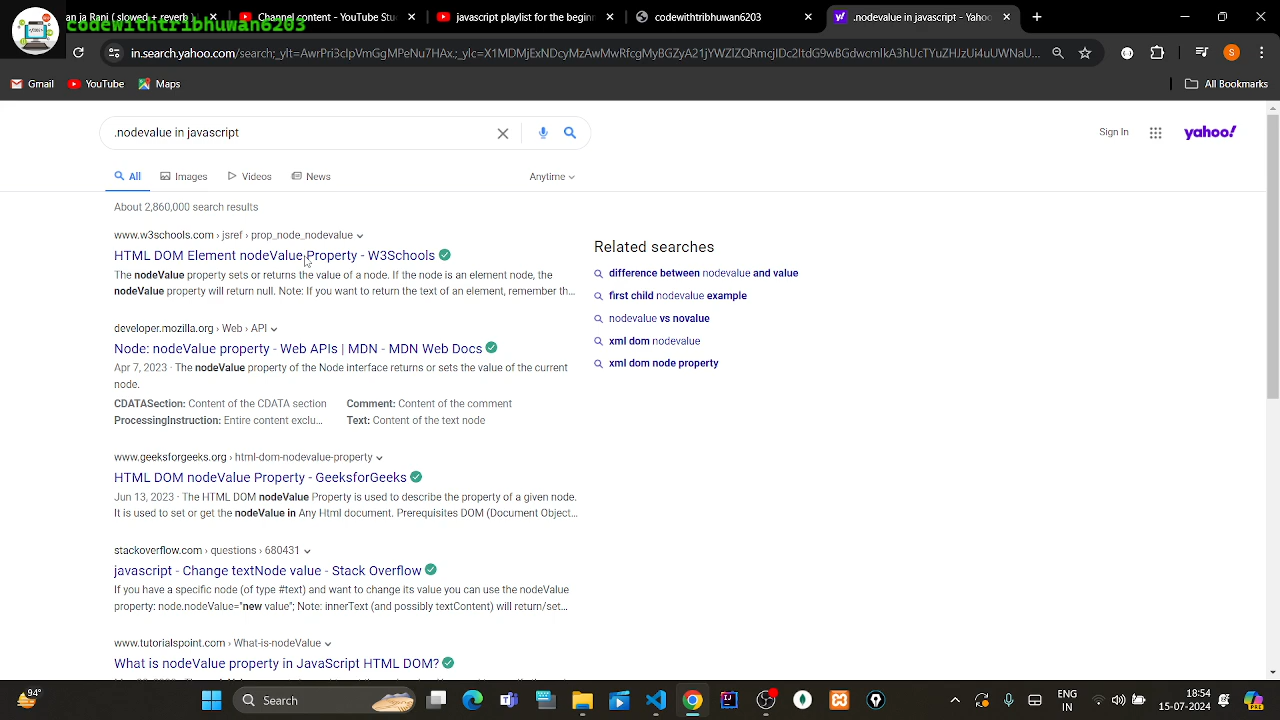 an ja Rani ( slowed + reverb )
Channel content - YouTube
codewithtribhuwan6203
in.search.yahoo.com/search;_ylt=AwrPri3clpVmGgMPeNu7HAx.;_ylc=X1MDMjExNDcyMzAwMwRfcgMyBGZyA21jYWZlZQRmcjIDc2ItdG9wBGdwcmlkA3hUcTYuZHzUi4uUWNaU...
Gmail
YouTube
Maps
All Bookmarks
.nodevalue in javascript
Sign In
yahoo!
All
Images
Videos
News
Anytime
About 2,860,000 search results
www.w3schools.com › jsref › prop_node_nodevalue
HTML DOM Element nodeValue Property - W3Schools
The nodeValue property sets or returns the value of a node. If the node is an element node, the
nodeValue property will return null. Note: If you want to return the text of an element, remember th...
developer.mozilla.org › Web › API
Node: nodeValue property - Web APIs | MDN - MDN Web Docs
Apr 7, 2023 · The nodeValue property of the Node interface returns or sets the value of the current
node.
CDATASection: Content of the CDATA section
Comment: Content of the comment
ProcessingInstruction: Entire content exclu...
Text: Content of the text node
www.geeksforgeeks.org › html-dom-nodevalue-property
HTML DOM nodeValue Property - GeeksforGeeks
Jun 13, 2023 · The HTML DOM nodeValue Property is used to describe the property of a given node.
It is used to set or get the nodeValue in Any Html document. Prerequisites DOM (Document Object...
stackoverflow.com › questions › 680431
javascript - Change textNode value - Stack Overflow
If you have a specific node (of type #text) and want to change its value you can use the nodeValue
property: node.nodeValue="new value"; Note: innerText (and possibly textContent) will return/set...
www.tutorialspoint.com › What-is-nodeValue
What is nodeValue property in JavaScript HTML DOM?
Related searches
difference between nodevalue and value
first child nodevalue example
nodevalue vs novalue
xml dom nodevalue
xml dom node property
94°
Search
ENG
IN
18:54
15-07-2024